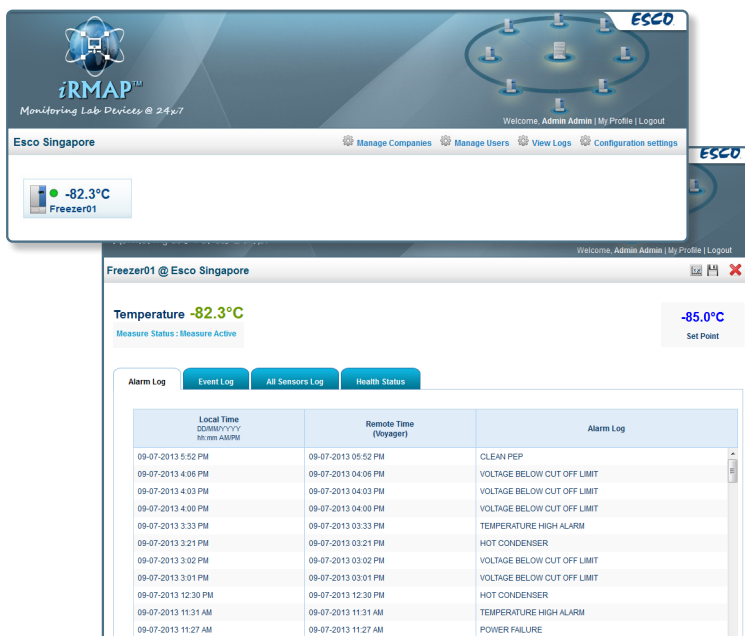 ESCO
iRMAP™
Monitoring Lab Devices @ 24x7
Welcome, Admin Admin | My Profile | Logout
Esco Singapore
Manage Companies Manage Users View Logs Configuration settings
ESCO
-82.3°C
Freezer01
Welcome, Admin Admin | My Profile | Logout
Freezer01 @ Esco Singapore
Temperature -82.3°C
Measure Status : Measure Active
-85.0°C
Set Point
Alarm Log Event Log All Sensors Log Health Status
Local Time
DD/MM/YYYY
hh:mm AM/PM
Remote Time
(Voyager)
Alarm Log
09-07-2013 5:52 PM 09-07-2013 05:52 PM CLEAN PEP
09-07-2013 4:06 PM 09-07-2013 04:06 PM VOLTAGE BELOW CUT OFF LIMIT
09-07-2013 4:03 PM 09-07-2013 04:03 PM VOLTAGE BELOW CUT OFF LIMIT
09-07-2013 4:00 PM 09-07-2013 04:00 PM VOLTAGE BELOW CUT OFF LIMIT
09-07-2013 3:33 PM 09-07-2013 03:33 PM TEMPERATURE HIGH ALARM
09-07-2013 3:21 PM 09-07-2013 03:21 PM HOT CONDENSER
09-07-2013 3:02 PM 09-07-2013 03:02 PM VOLTAGE BELOW CUT OFF LIMIT
09-07-2013 3:01 PM 09-07-2013 03:01 PM VOLTAGE BELOW CUT OFF LIMIT
09-07-2013 12:30 PM 09-07-2013 12:30 PM HOT CONDENSER
09-07-2013 11:31 AM 09-07-2013 11:31 AM TEMPERATURE HIGH ALARM
09-07-2013 11:27 AM 09-07-2013 11:27 AM POWER FAILURE